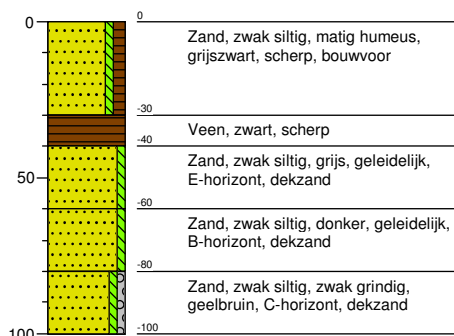 0
0
Zand, zwak siltig, matig humeus,
grijszwart, scherp, bouwvoor
-30
Veen, zwart, scherp
-40
Zand, zwak siltig, grijs, geleidelijk,
E-horizont, dekzand
50
-60
Zand, zwak siltig, donker, geleidelijk,
B-horizont, dekzand
-80
Zand, zwak siltig, zwak grindig,
geelbruin, C-horizont, dekzand
100
-100